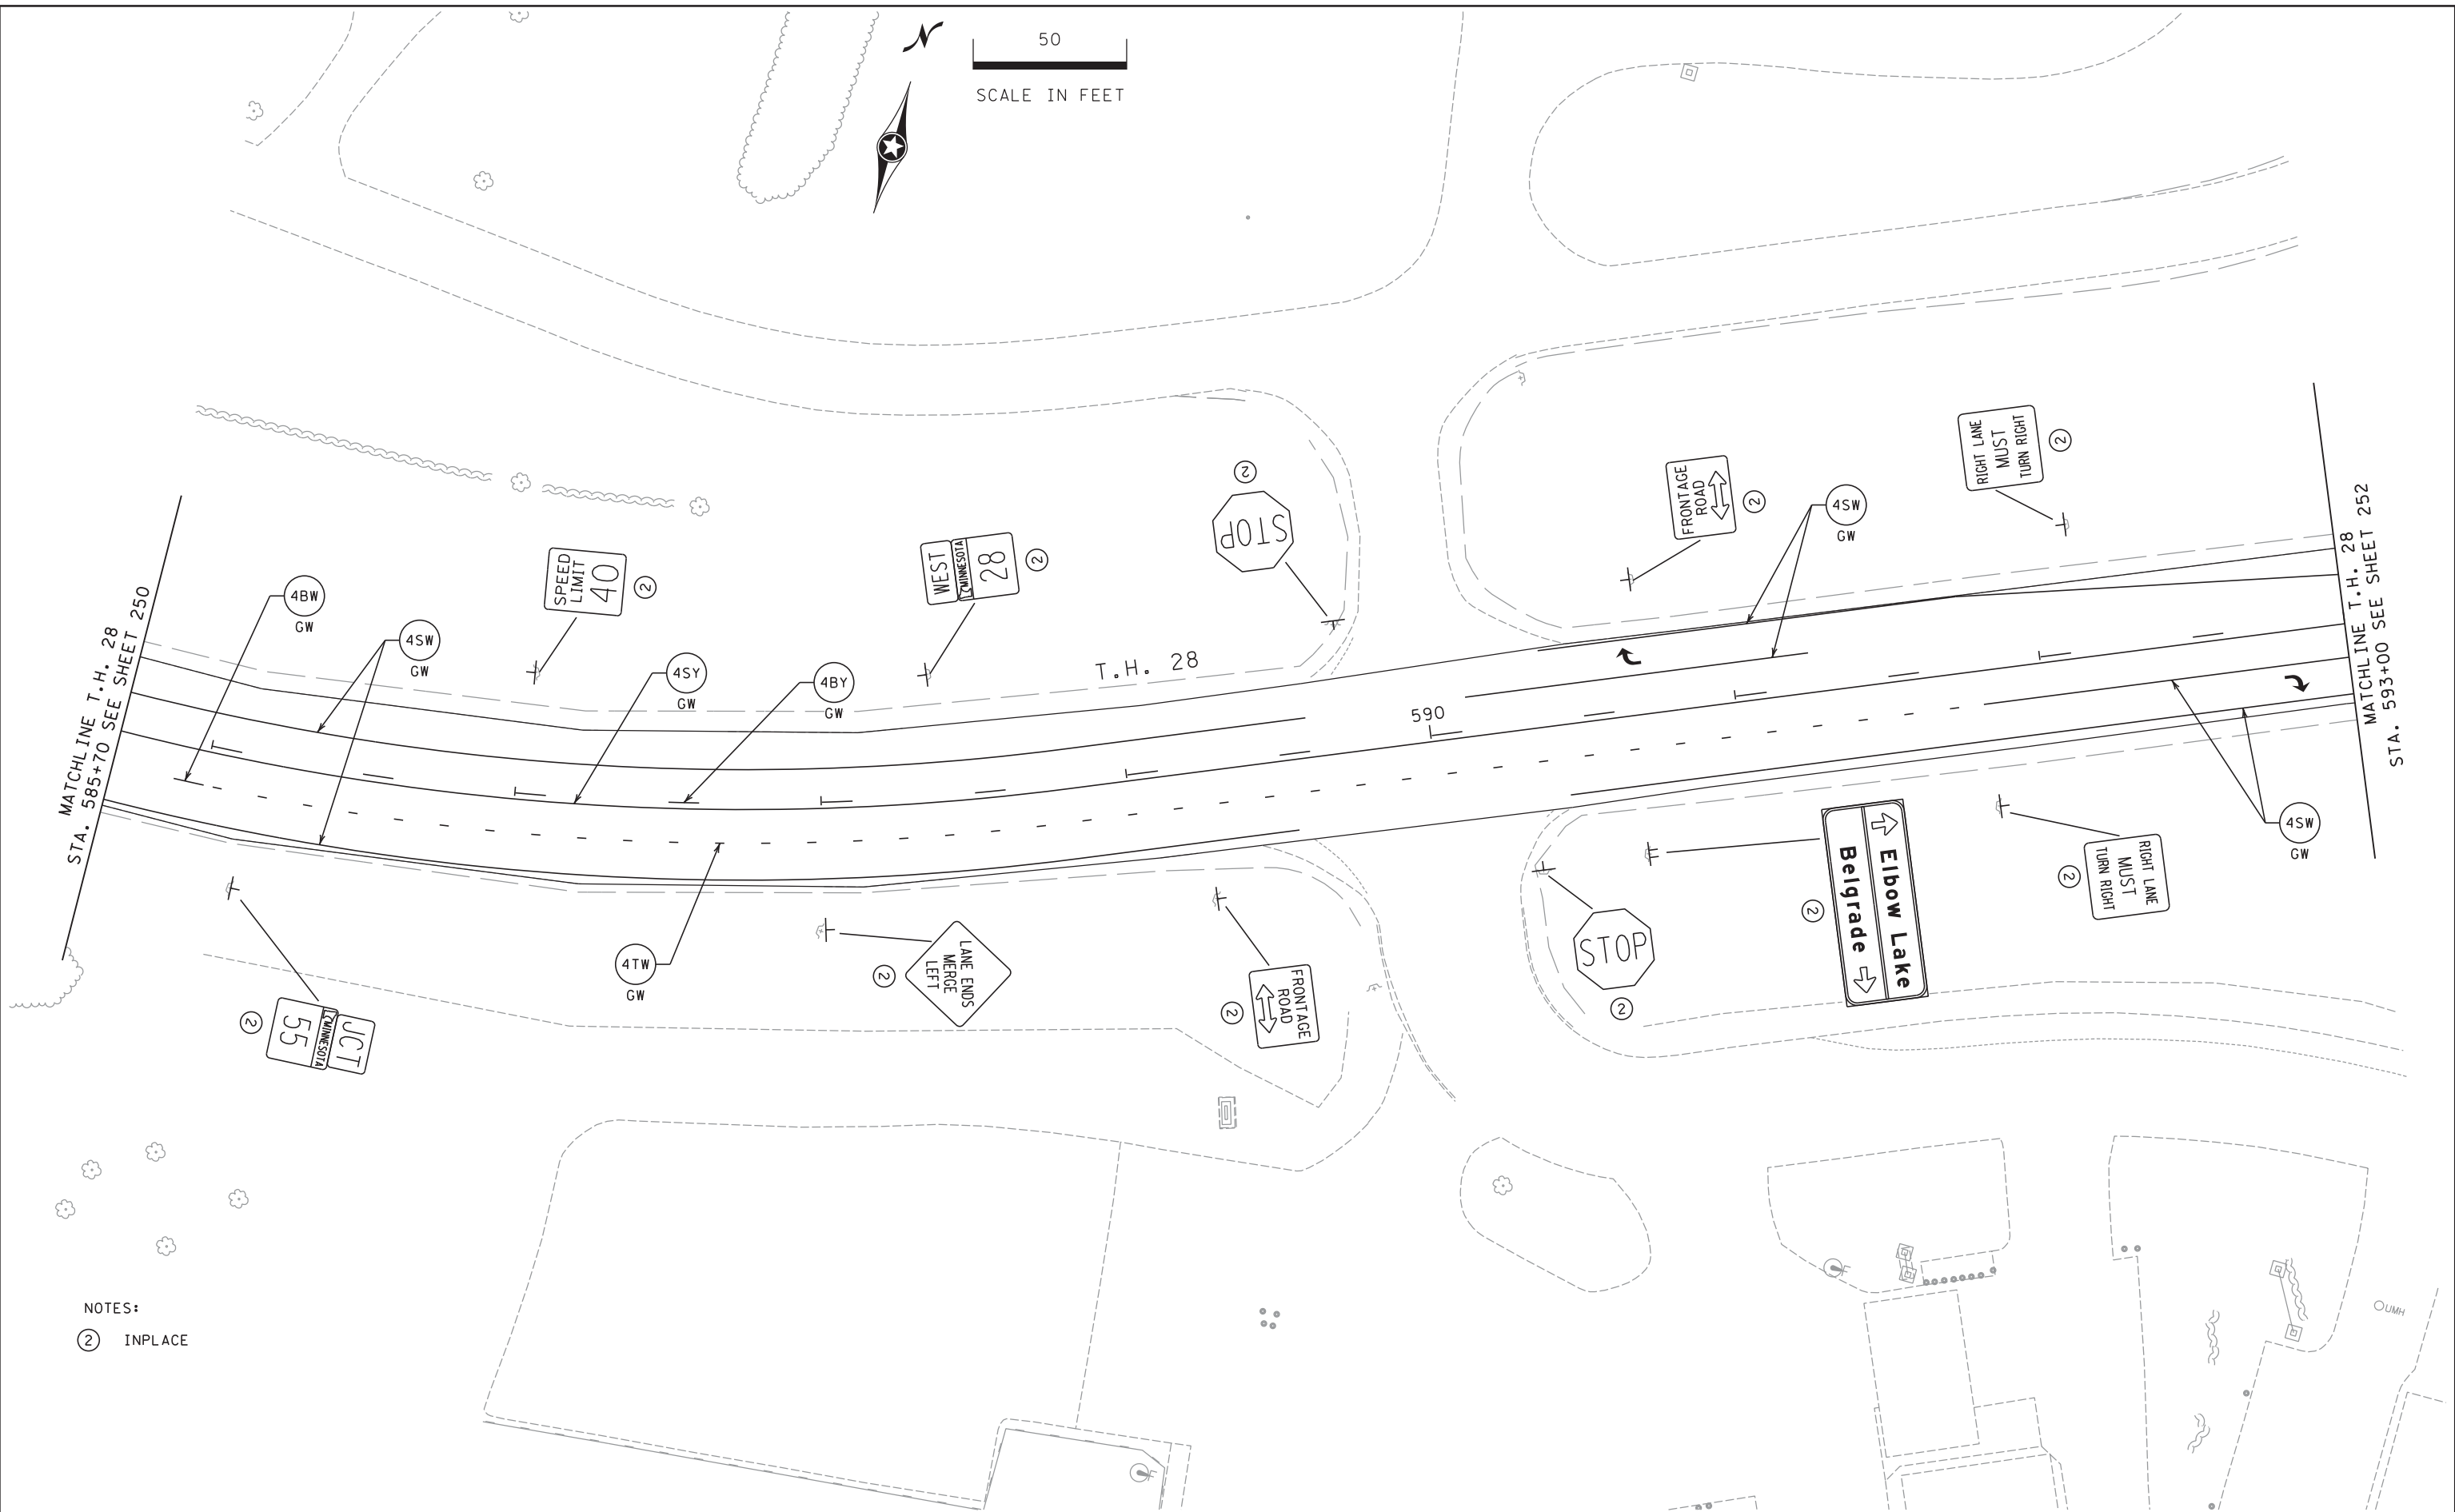 N
50
SCALE IN FEET
MATCHLINE T.H. 28
STA. 585+70 SEE SHEET 250
4BW
GW
4SW
GW
SPEED
LIMIT
40
2
4SY
GW
4BY
GW
WEST
MINNESOTA
28
2
T.H. 28
2
STOP
590
FRONTAGE
ROAD
2
4SW
GW
RIGHT LANE
MUST
TURN RIGHT
2
MATCHLINE T.H. 28
STA. 593+00 SEE SHEET 252
JCT
MINNESOTA
55
2
4TW
GW
LANE ENDS
MERGE
LEFT
2
FRONTAGE
ROAD
2
STOP
2
Elbow Lake
Belgrade
2
RIGHT LANE
MUST
TURN RIGHT
2
4SW
GW
UMH
NOTES:
2 INPLACE